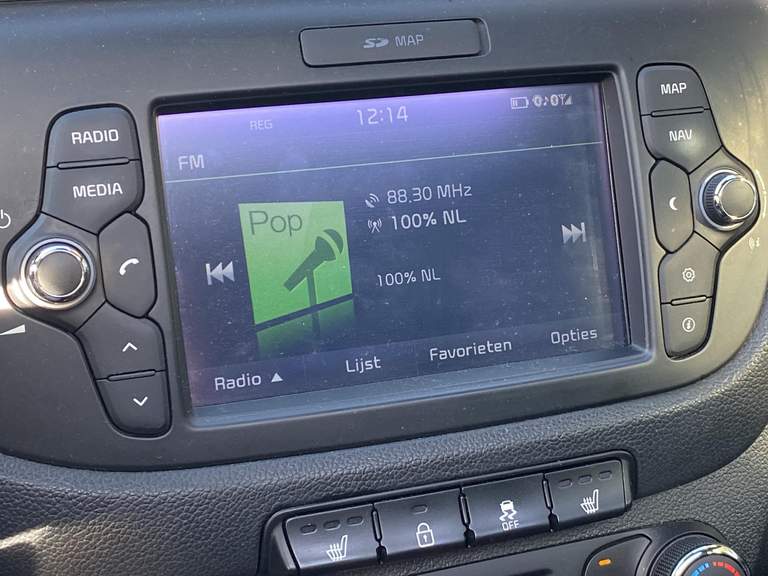 SD MAP
RADIO
MEDIA
REG 12:14
FM
Pop
88.30 MHz
100% NL
100% NL
Radio ▲ Lijst Favorieten Opties
MAP
NAV
OFF